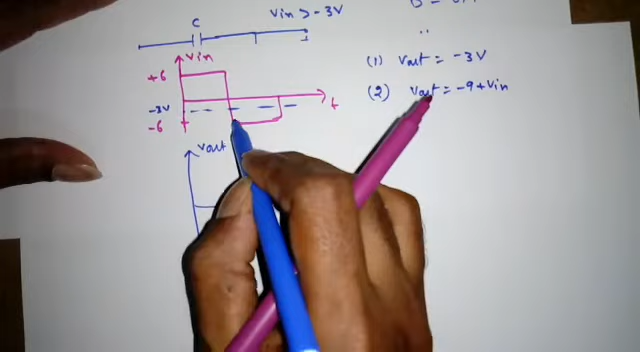 Vin > -3V
C
Vin
+6
-3V
-6
t
Vout
(1) Vout = -3V
(2) Vout = -9+Vin